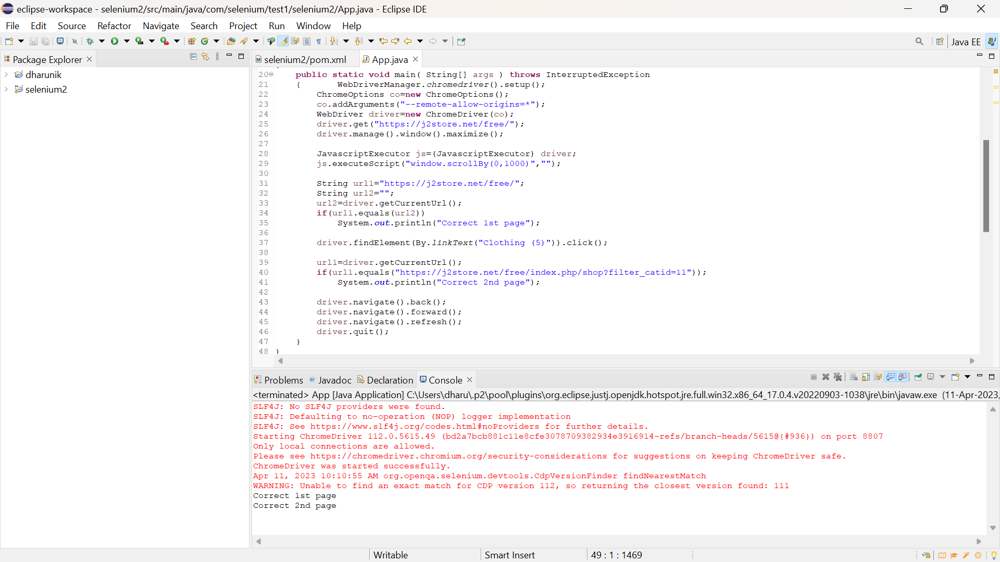 eclipse-workspace - selenium2/src/main/java/com/selenium/test1/selenium2/App.java - Eclipse IDE
File Edit Source Refactor Navigate Search Project Run Window Help
Java EE
Package Explorer
dharunik
selenium2
selenium2/pom.xml App.java
20 public static void main( String[] args ) throws InterruptedException
21 { WebDriverManager.chromedriver().setup();
22 ChromeOptions co=new ChromeOptions();
23 co.addArguments("--remote-allow-origins=*");
24 WebDriver driver=new ChromeDriver(co);
25 driver.get("https://j2store.net/free/");
26 driver.manage().window().maximize();
27
28 JavascriptExecutor js=(JavascriptExecutor) driver;
29 js.executeScript("window.scrollBy(0,1000)","");
30
31 String url1="https://j2store.net/free/";
32 String url2="";
33 url2=driver.getCurrentUrl();
34 if(url1.equals(url2))
35 System.out.println("Correct 1st page");
36
37 driver.findElement(By.linkText("Clothing (5)")).click();
38
39 url1=driver.getCurrentUrl();
40 if(url1.equals("https://j2store.net/free/index.php/shop?filter_catid=11"));
41 System.out.println("Correct 2nd page");
42
43 driver.navigate().back();
44 driver.navigate().forward();
45 driver.navigate().refresh();
46 driver.quit();
47 }
48 }
Problems Javadoc Declaration Console
<terminated> App [Java Application] C:\Users\dharu\.p2\pool\plugins\org.eclipse.justj.openjdk.hotspot.jre.full.win32.x86_64_17.0.4.v20220903-1038\jre\bin\javaw.exe (11-Apr-2023,
SLF4J: No SLF4J providers were found.
SLF4J: Defaulting to no-operation (NOP) logger implementation
SLF4J: See https://www.slf4j.org/codes.html#noProviders for further details.
Starting ChromeDriver 112.0.5615.49 (bd2a7bcb881c11e8cfe3078709382934e3916914-refs/branch-heads/5615@{#936}) on port 8807
Only local connections are allowed.
Please see https://chromedriver.chromium.org/security-considerations for suggestions on keeping ChromeDriver safe.
ChromeDriver was started successfully.
Apr 11, 2023 10:10:55 AM org.openqa.selenium.devtools.CdpVersionFinder findNearestMatch
WARNING: Unable to find an exact match for CDP version 112, so returning the closest version found: 111
Correct 1st page
Correct 2nd page
Writable Smart Insert 49 : 1 : 1469